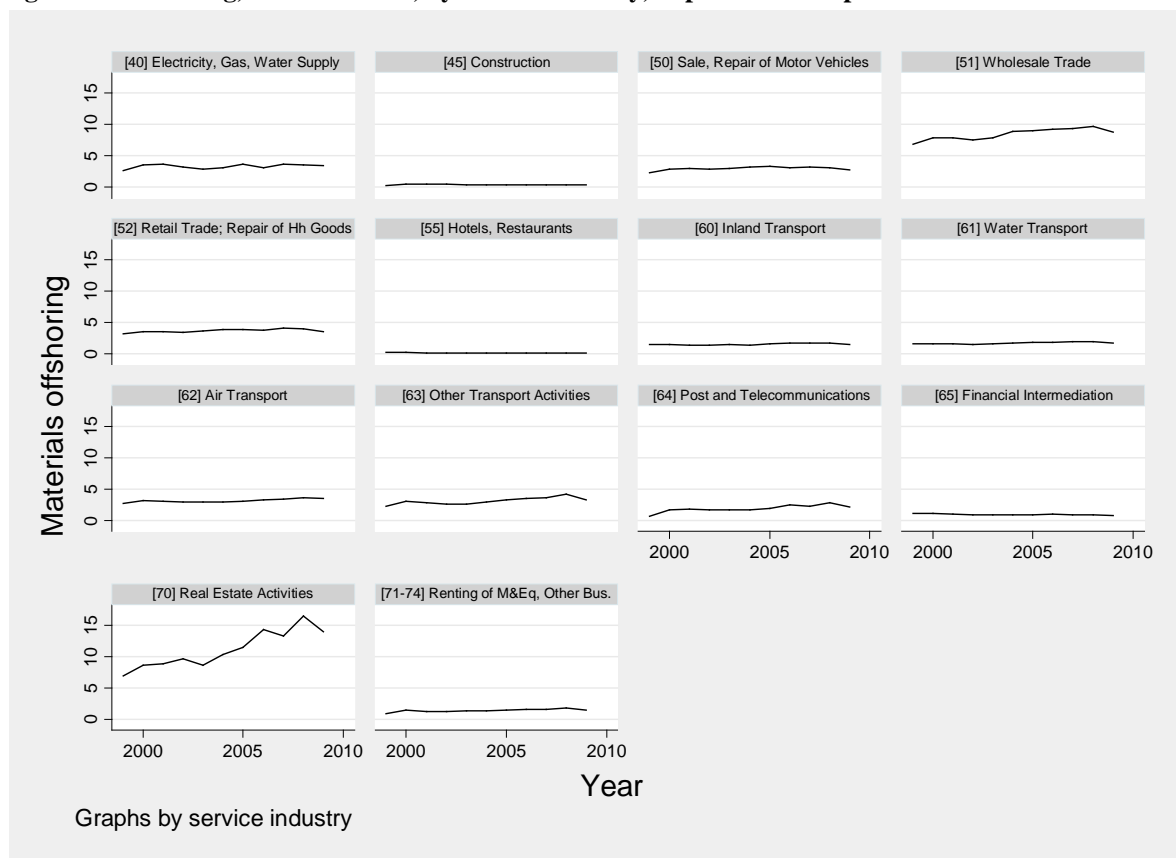 [40] Electricity, Gas, Water Supply
[45] Construction
[50] Sale, Repair of Motor Vehicles
[51] Wholesale Trade
15
10
5
0
[52] Retail Trade; Repair of Hh Goods
[55] Hotels, Restaurants
[60] Inland Transport
[61] Water Transport
15
10
5
0
Materials offshoring
[62] Air Transport
[63] Other Transport Activities
[64] Post and Telecommunications
[65] Financial Intermediation
15
10
5
0
2000 2005 2010
2000 2005 2010
[70] Real Estate Activities
[71-74] Renting of M&Eq, Other Bus.
15
10
5
0
2000 2005 2010
2000 2005 2010
Year
Graphs by service industry